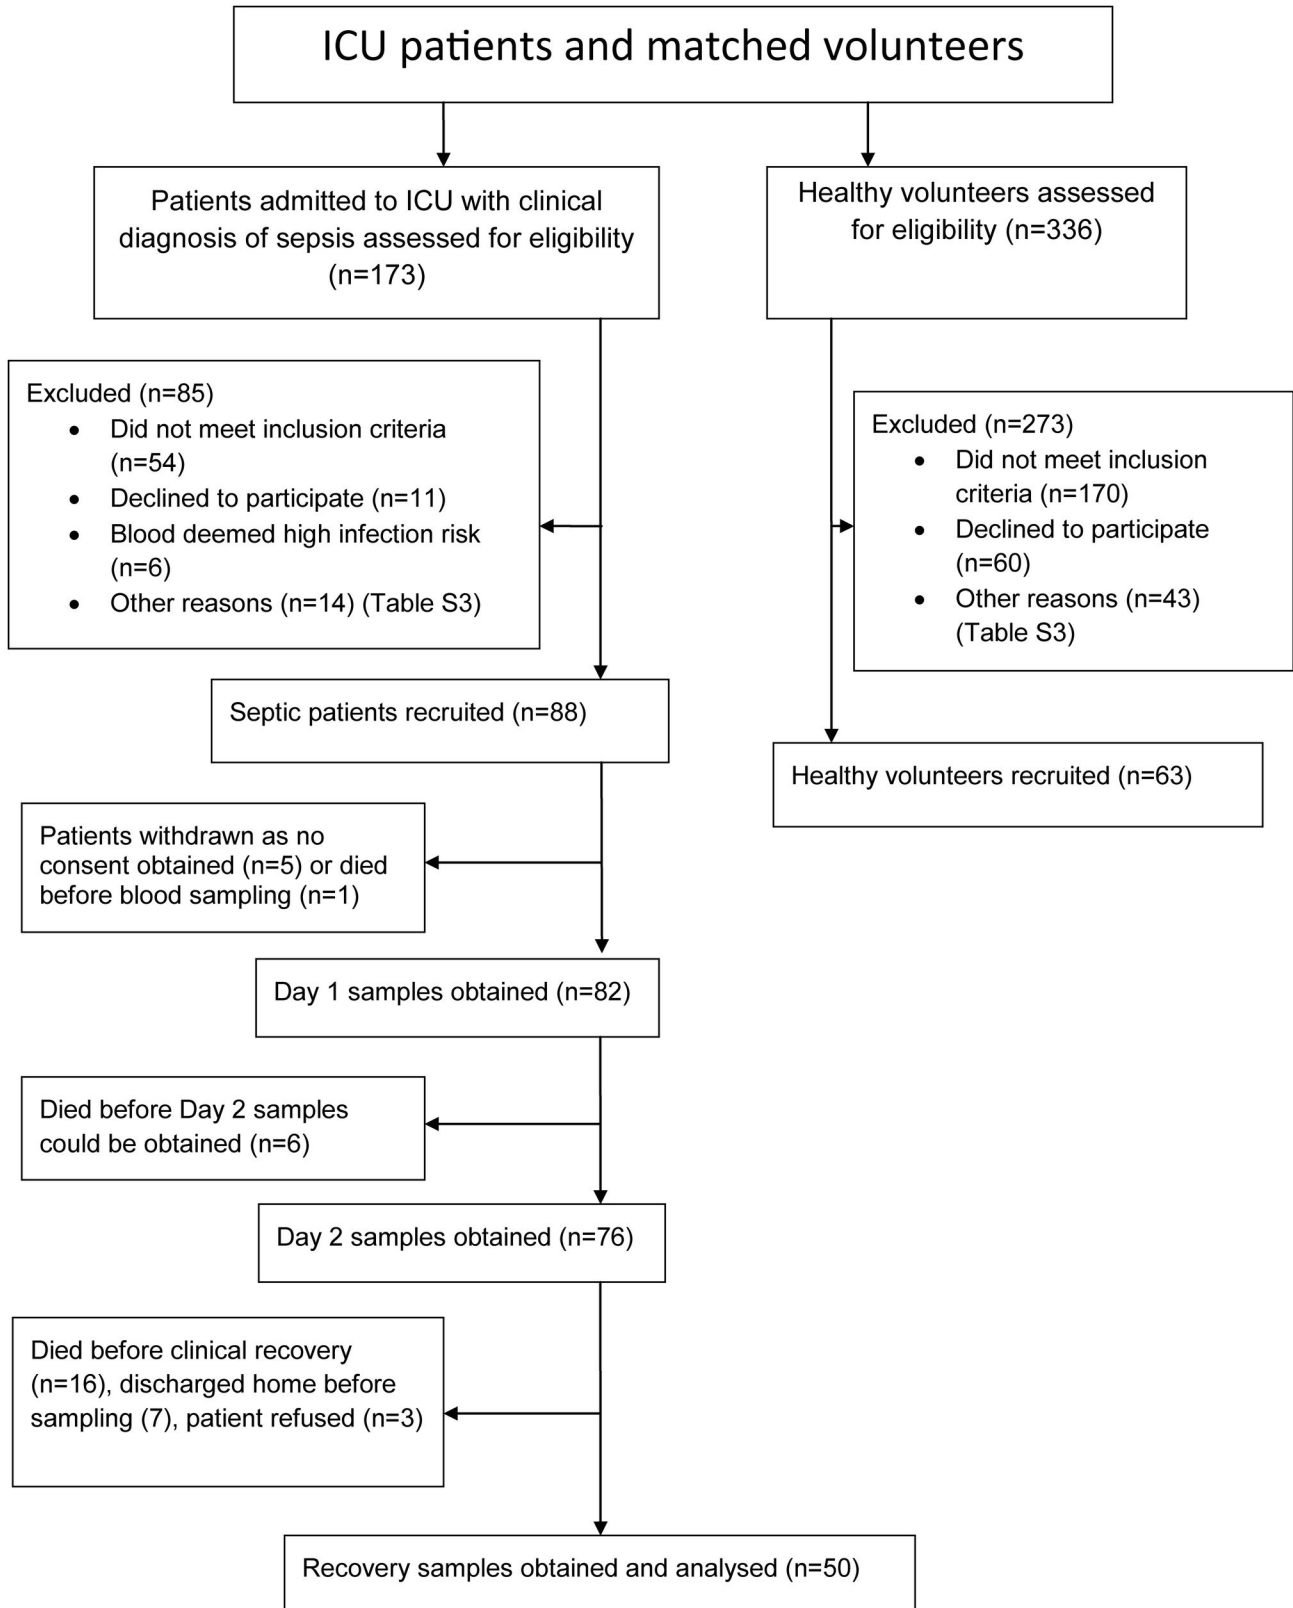 ICU patients and matched volunteers
Patients admitted to ICU with clinical
diagnosis of sepsis assessed for eligibility
(n=173)
Healthy volunteers assessed
for eligibility (n=336)
Excluded (n=85)
• Did not meet inclusion criteria
(n=54)
• Declined to participate (n=11)
• Blood deemed high infection risk
(n=6)
• Other reasons (n=14) (Table S3)
Excluded (n=273)
• Did not meet inclusion
criteria (n=170)
• Declined to participate
(n=60)
• Other reasons (n=43)
(Table S3)
Septic patients recruited (n=88)
Healthy volunteers recruited (n=63)
Patients withdrawn as no
consent obtained (n=5) or died
before blood sampling (n=1)
Day 1 samples obtained (n=82)
Died before Day 2 samples
could be obtained (n=6)
Day 2 samples obtained (n=76)
Died before clinical recovery
(n=16), discharged home before
sampling (7), patient refused (n=3)
Recovery samples obtained and analysed (n=50)